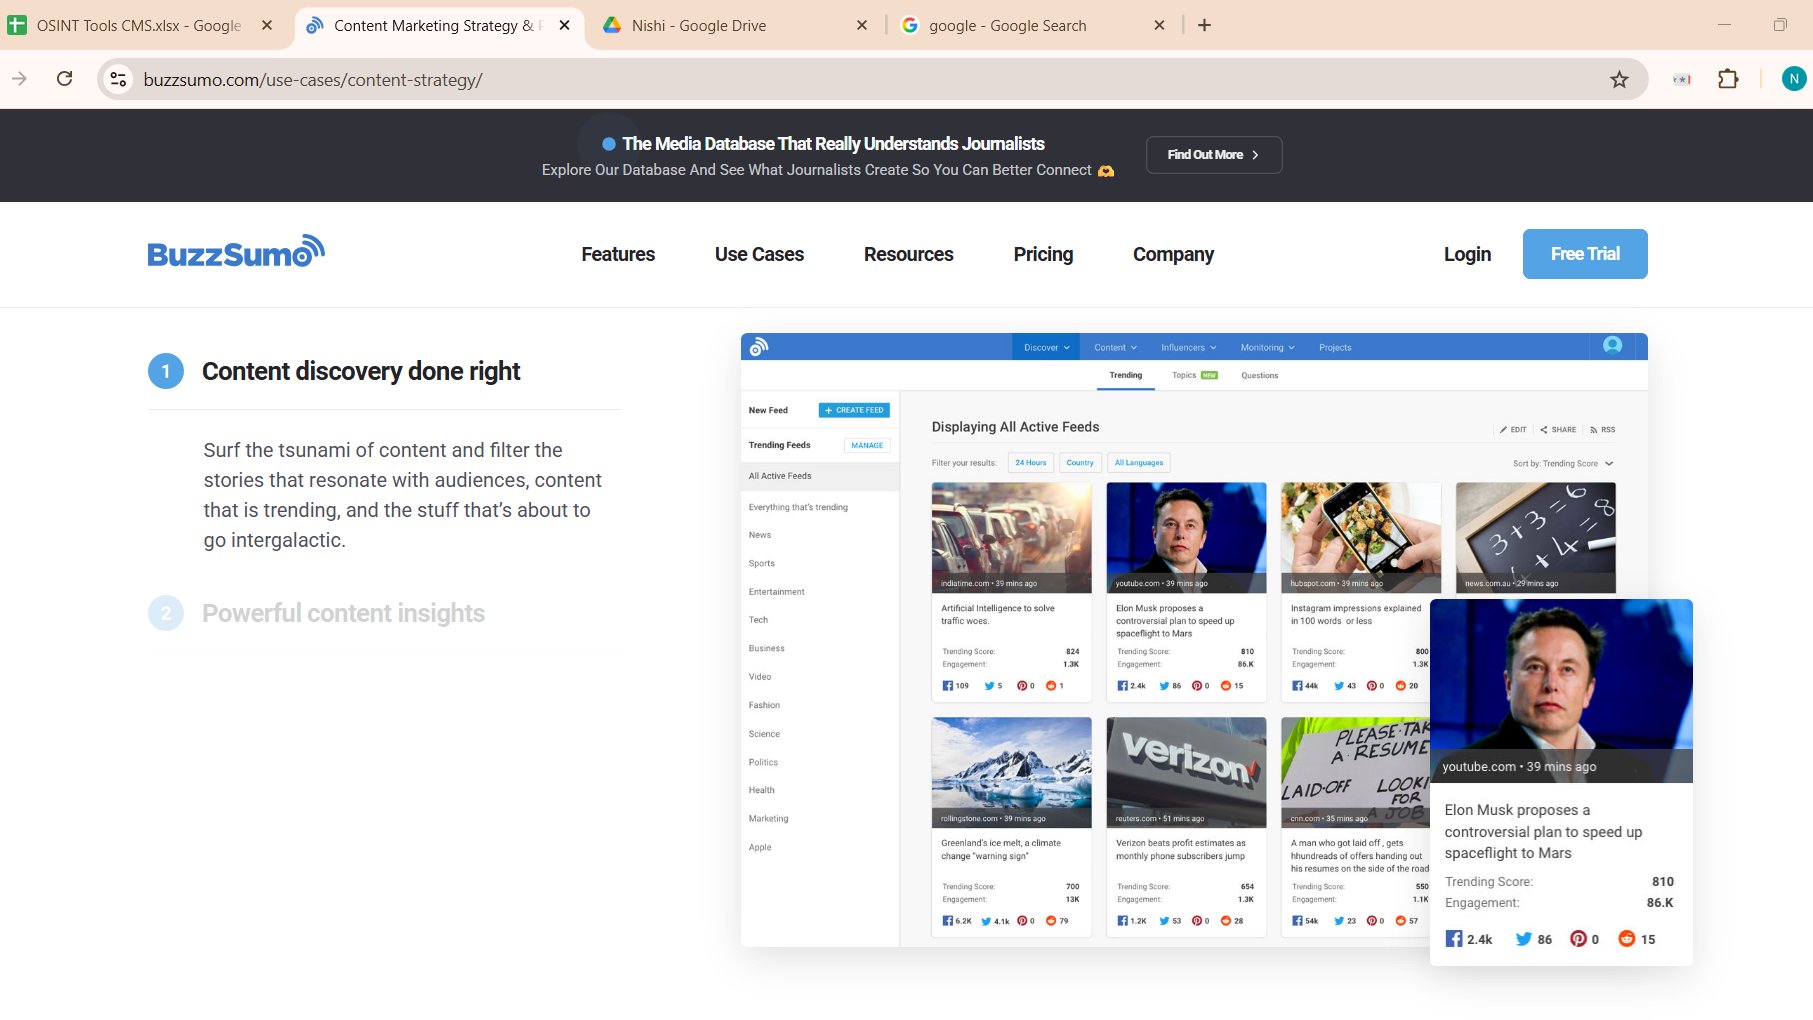 OSINT Tools CMS.xlsx - Google
Content Marketing Strategy &
Nishi - Google Drive
google - Google Search
buzzsumo.com/use-cases/content-strategy/
N
The Media Database That Really Understands Journalists
Explore Our Database And See What Journalists Create So You Can Better Connect
Find Out More
BuzzSumo
Features
Use Cases
Resources
Pricing
Company
Login
Free Trial
1 Content discovery done right
Surf the tsunami of content and filter the
stories that resonate with audiences, content
that is trending, and the stuff that's about to
go intergalactic.
2 Powerful content insights
Discover
Content
Influencers
Monitoring
Projects
Trending
Topics NEW
Questions
New Feed
+ CREATE FEED
Trending Feeds
MANAGE
All Active Feeds
Everything that's trending
News
Sports
Entertainment
Tech
Business
Video
Fashion
Science
Politics
Health
Marketing
Apple
Displaying All Active Feeds
EDIT
SHARE
RSS
Filter your results:
24 Hours
Country
All Languages
Sort by: Trending Score
indiatime.com • 39 mins ago
Artificial Intelligence to solve
traffic woes.
Trending Score: 824
Engagement: 1.3K
109 5 0 1
youtube.com • 39 mins ago
Elon Musk proposes a
controversial plan to speed up
spaceflight to Mars
Trending Score: 810
Engagement: 86.K
2.4k 86 0 15
hubspot.com • 39 mins ago
Instagram impressions explained
in 100 words or less
Trending Score: 800
Engagement: 1.3K
44k 43 0 20
3+3=6
+4=8
news.com.au • 29 mins ago
rollingstone.com • 39 mins ago
Greenland's ice melt, a climate
change "warning sign"
Trending Score: 700
Engagement: 13K
6.2K 4.1k 0 79
verizon
reuters.com • 51 mins ago
Verizon beats profit estimates as
monthly phone subscribers jump
Trending Score: 654
Engagement: 1.3K
1.2K 53 0 28
PLEASE TAK
A RESUME
LAID-OFF LOOKI
FOR
A JOB
cnn.com • 35 mins ago
A man who got laid off , gets
hhundreds of offers handing out
his resumes on the side of the road
Trending Score: 550
Engagement: 1.1K
54k 23 0 57
youtube.com • 39 mins ago
Elon Musk proposes a
controversial plan to speed up
spaceflight to Mars
Trending Score: 810
Engagement: 86.K
2.4k 86 0 15